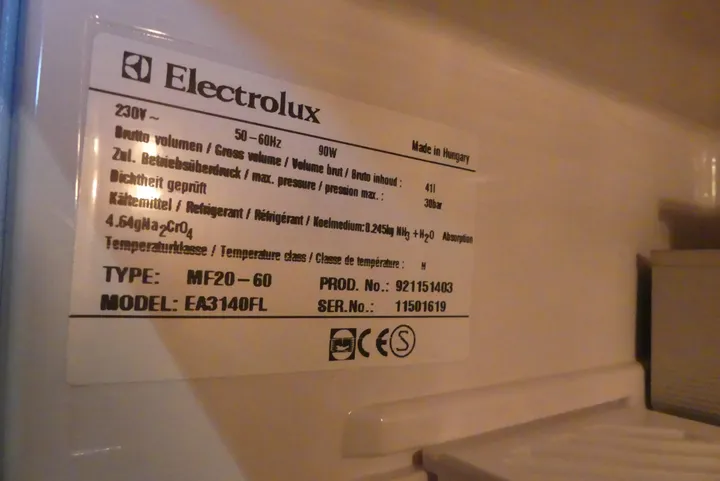 Electrolux
230V~ 50-60Hz 90W Made in Hungary
Brutto volumen / Gross volume / Volume brut / Bruto inhoud : 41l
Zul. Betriebsüberdruck / max. pressure / pression max. : 30bar
Dichtheit geprüft
Kältemittel / Refrigerant / Réfrigérant / Koelmedium: 0.245kg NH₃ + H₂O Absorption
4.64gNa₂CrO₄
Temperaturklasse / Temperature class / Classe de température : N
TYPE: MF20-60 PROD. No.: 921151403
MODEL: EA3140FL SER.No.: 11501619
CE S